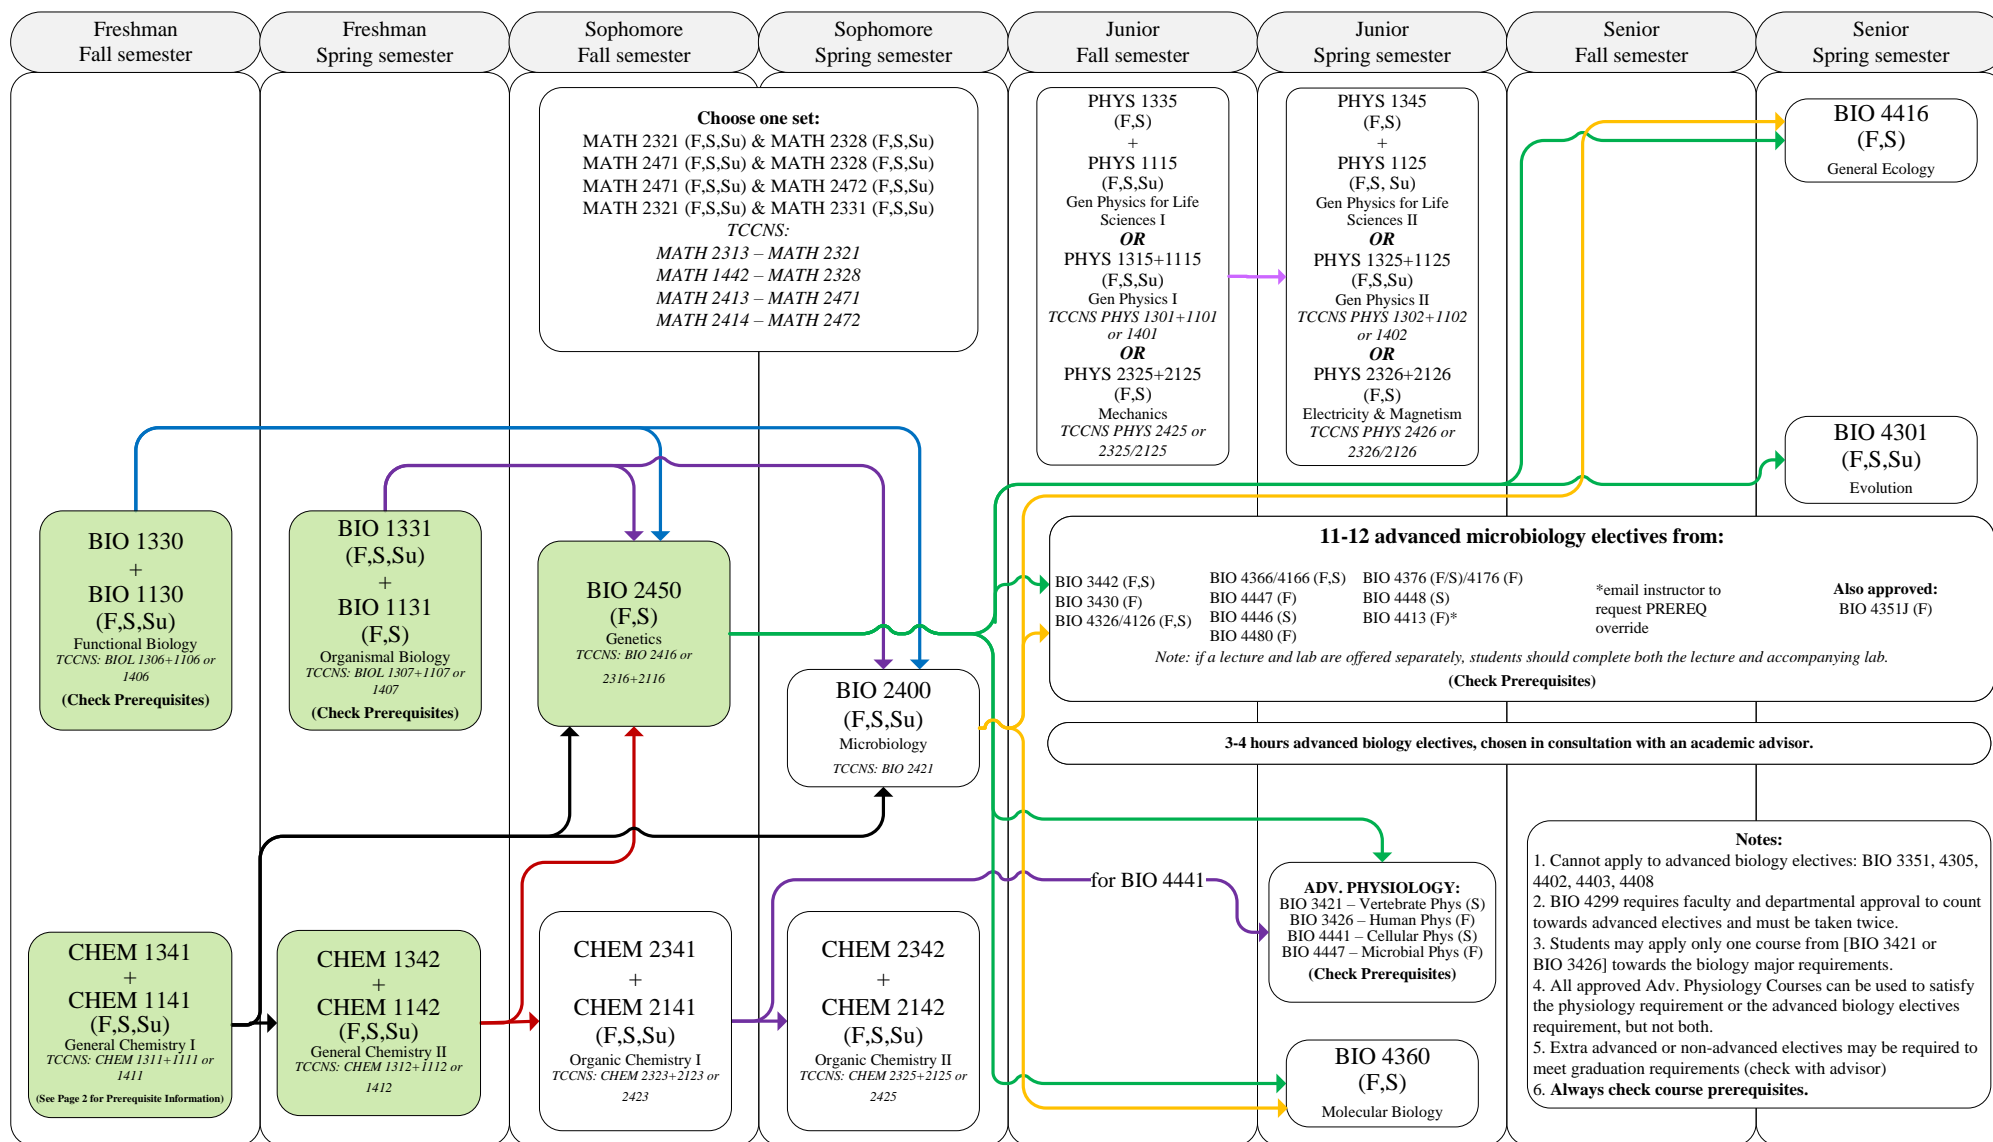 Freshman
Fall semester
Freshman
Spring semester
Sophomore
Fall semester
Sophomore
Spring semester
Junior
Fall semester
Junior
Spring semester
Senior
Fall semester
Senior
Spring semester
Choose one set:
MATH 2321 (F,S,Su) & MATH 2328 (F,S,Su)
MATH 2471 (F,S,Su) & MATH 2328 (F,S,Su)
MATH 2471 (F,S,Su) & MATH 2472 (F,S,Su)
MATH 2321 (F,S,Su) & MATH 2331 (F,S,Su)
TCCNS:
MATH 2313 – MATH 2321
MATH 1442 – MATH 2328
MATH 2413 – MATH 2471
MATH 2414 – MATH 2472
PHYS 1335
(F,S)
+
PHYS 1115
(F,S,Su)
Gen Physics for Life
Sciences I
OR
PHYS 1315+1115
(F,S,Su)
Gen Physics I
TCCNS PHYS 1301+1101
or 1401
OR
PHYS 2325+2125
(F,S)
Mechanics
TCCNS PHYS 2425 or
2325/2125
PHYS 1345
(F,S)
+
PHYS 1125
(F,S, Su)
Gen Physics for Life
Sciences II
OR
PHYS 1325+1125
(F,S,Su)
Gen Physics II
TCCNS PHYS 1302+1102
or 1402
OR
PHYS 2326+2126
(F,S)
Electricity & Magnetism
TCCNS PHYS 2426 or
2326/2126
BIO 4416
(F,S)
General Ecology
BIO 4301
(F,S,Su)
Evolution
BIO 1330
+
BIO 1130
(F,S,Su)
Functional Biology
TCCNS: BIOL 1306+1106 or
1406
(Check Prerequisites)
BIO 1331
(F,S,Su)
+
BIO 1131
(F,S)
Organismal Biology
TCCNS: BIOL 1307+1107 or
1407
(Check Prerequisites)
BIO 2450
(F,S)
Genetics
TCCNS: BIO 2416 or
2316+2116
BIO 2400
(F,S,Su)
Microbiology
TCCNS: BIO 2421
11-12 advanced microbiology electives from:
BIO 3442 (F,S)
BIO 3430 (F)
BIO 4326/4126 (F,S)
BIO 4366/4166 (F,S)
BIO 4447 (F)
BIO 4446 (S)
BIO 4480 (F)
BIO 4376 (F/S)/4176 (F)
BIO 4448 (S)
BIO 4413 (F)*
*email instructor to
request PREREQ
override
Also approved:
BIO 4351J (F)
Note: if a lecture and lab are offered separately, students should complete both the lecture and accompanying lab.
(Check Prerequisites)
3-4 hours advanced biology electives, chosen in consultation with an academic advisor.
for BIO 4441
ADV. PHYSIOLOGY:
BIO 3421 – Vertebrate Phys (S)
BIO 3426 – Human Phys (F)
BIO 4441 – Cellular Phys (S)
BIO 4447 – Microbial Phys (F)
(Check Prerequisites)
Notes:
1. Cannot apply to advanced biology electives: BIO 3351, 4305,
4402, 4403, 4408
2. BIO 4299 requires faculty and departmental approval to count
towards advanced electives and must be taken twice.
3. Students may apply only one course from [BIO 3421 or
BIO 3426] towards the biology major requirements.
4. All approved Adv. Physiology Courses can be used to satisfy
the physiology requirement or the advanced biology electives
requirement, but not both.
5. Extra advanced or non-advanced electives may be required to
meet graduation requirements (check with advisor)
6. Always check course prerequisites.
CHEM 1341
+
CHEM 1141
(F,S,Su)
General Chemistry I
TCCNS: CHEM 1311+1111 or
1411
(See Page 2 for Prerequisite Information)
CHEM 1342
+
CHEM 1142
(F,S,Su)
General Chemistry II
TCCNS: CHEM 1312+1112 or
1412
CHEM 2341
+
CHEM 2141
(F,S,Su)
Organic Chemistry I
TCCNS: CHEM 2323+2123 or
2423
CHEM 2342
+
CHEM 2142
(F,S,Su)
Organic Chemistry II
TCCNS: CHEM 2325+2125 or
2425
BIO 4360
(F,S)
Molecular Biology